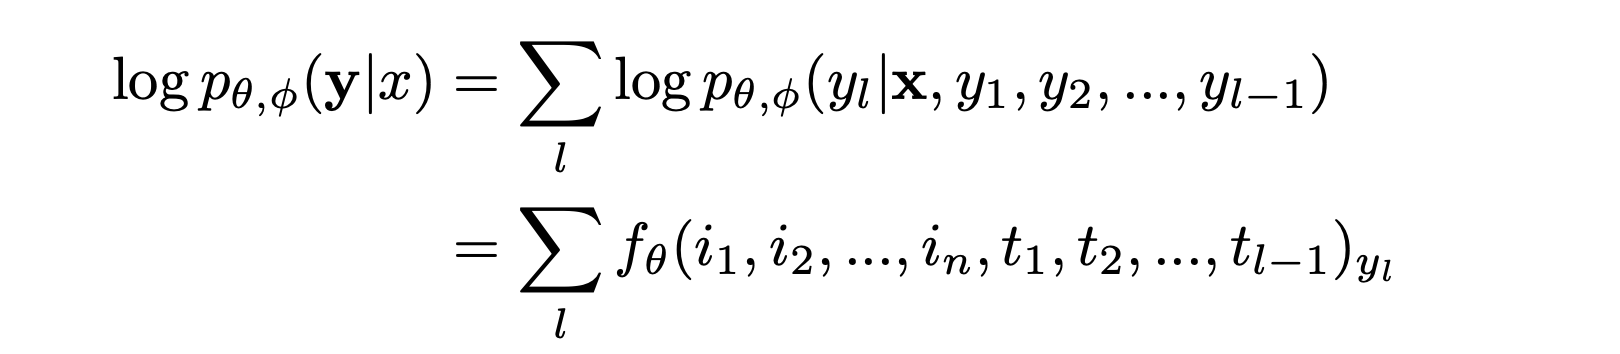 log p_{θ,ϕ}(𝐲|x) = ∑_l log p_{θ,ϕ}(y_l|𝐱, y_1, y_2, ..., y_{l−1})
= ∑_l f_θ(i_1, i_2, ..., i_n, t_1, t_2, ..., t_{l−1})_{y_l}